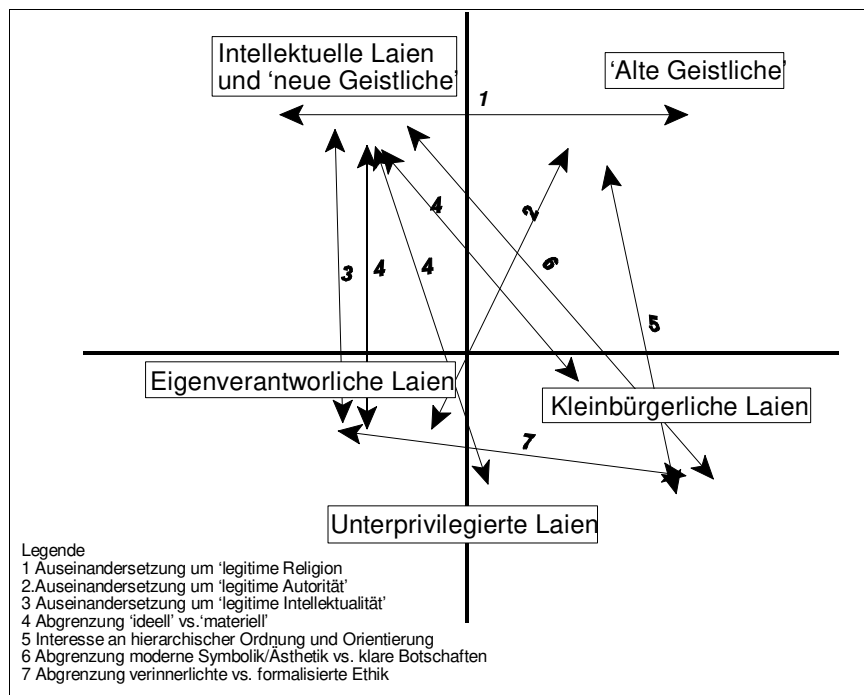 Intellektuelle Laien
und ‘neue Geistliche’
‘Alte Geistliche’
1
2
4
6
3
4
4
5
Eigenverantworliche Laien
Kleinbürgerliche Laien
7
Unterprivilegierte Laien
Legende
1 Auseinandersetzung um ‘legitime Religion
2.Auseinandersetzung um ‘legitime Autorität’
3 Auseinandersetzung um ‘legitime Intellektualität’
4 Abgrenzung ‘ideell’ vs.‘materiell’
5 Interesse an hierarchischer Ordnung und Orientierung
6 Abgrenzung moderne Symbolik/Ästhetik vs. klare Botschaften
7 Abgrenzung verinnerlichte vs. formalisierte Ethik